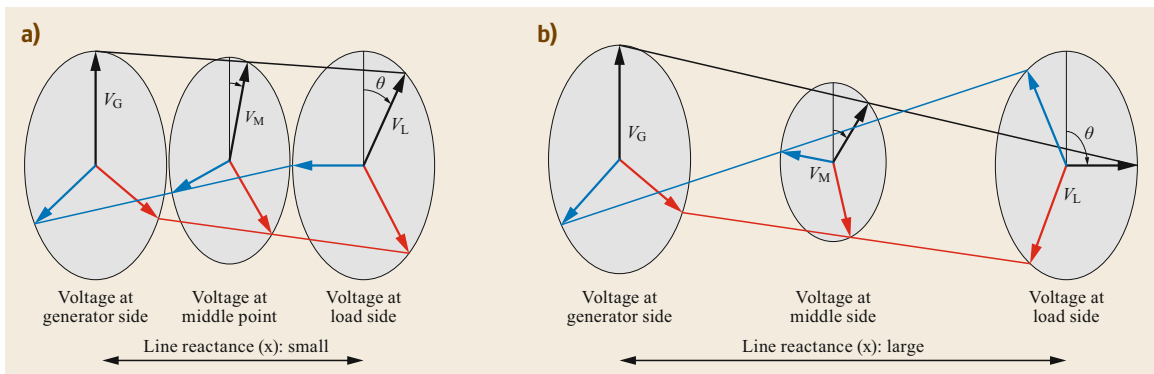 a)
V_G
V_M
θ
V_L
Voltage at
generator side
Voltage at
middle point
Voltage at
load side
Line reactance (x): small
b)
V_G
V_M
θ
V_L
Voltage at
generator side
Voltage at
middle side
Voltage at
load side
Line reactance (x): large